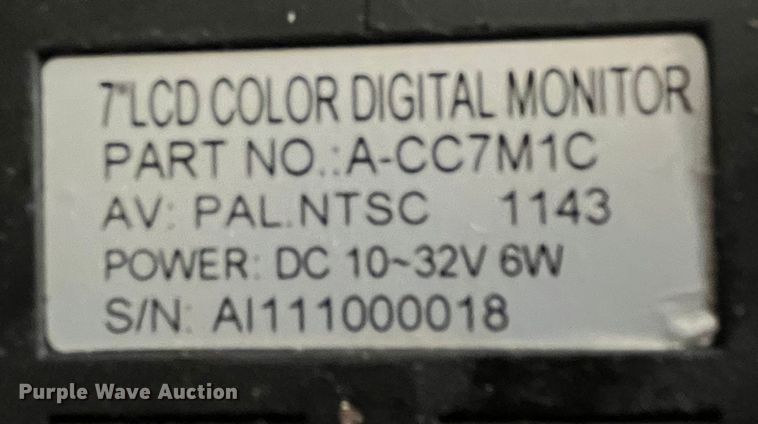 7"LCD COLOR DIGITAL MONITOR
PART NO.:A-CC7M1C
AV: PAL.NTSC 1143
POWER: DC 10~32V 6W
S/N: AI111000018
Purple Wave Auction